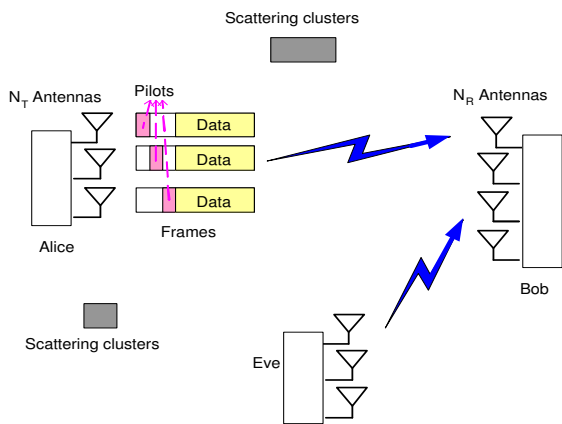 Scattering clusters
N_T Antennas
Pilots
N_R Antennas
Data
Data
Data
Alice
Frames
Bob
Scattering clusters
Eve